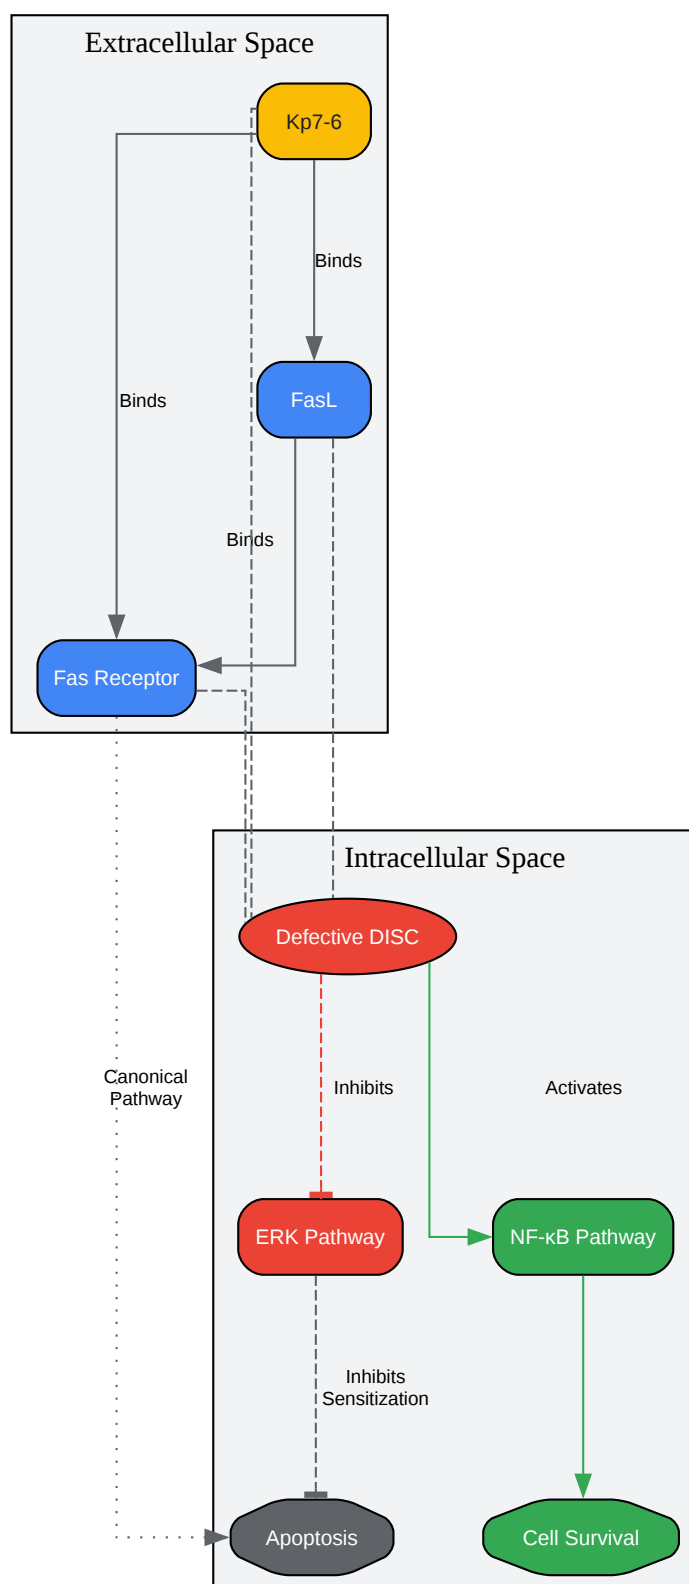 Extracellular Space
Kp7-6
Binds
FasL
Binds
Binds
Fas Receptor
Intracellular Space
Defective DISC
Canonical
Pathway
Inhibits
Activates
ERK Pathway
NF-κB Pathway
Inhibits
Sensitization
Apoptosis
Cell Survival